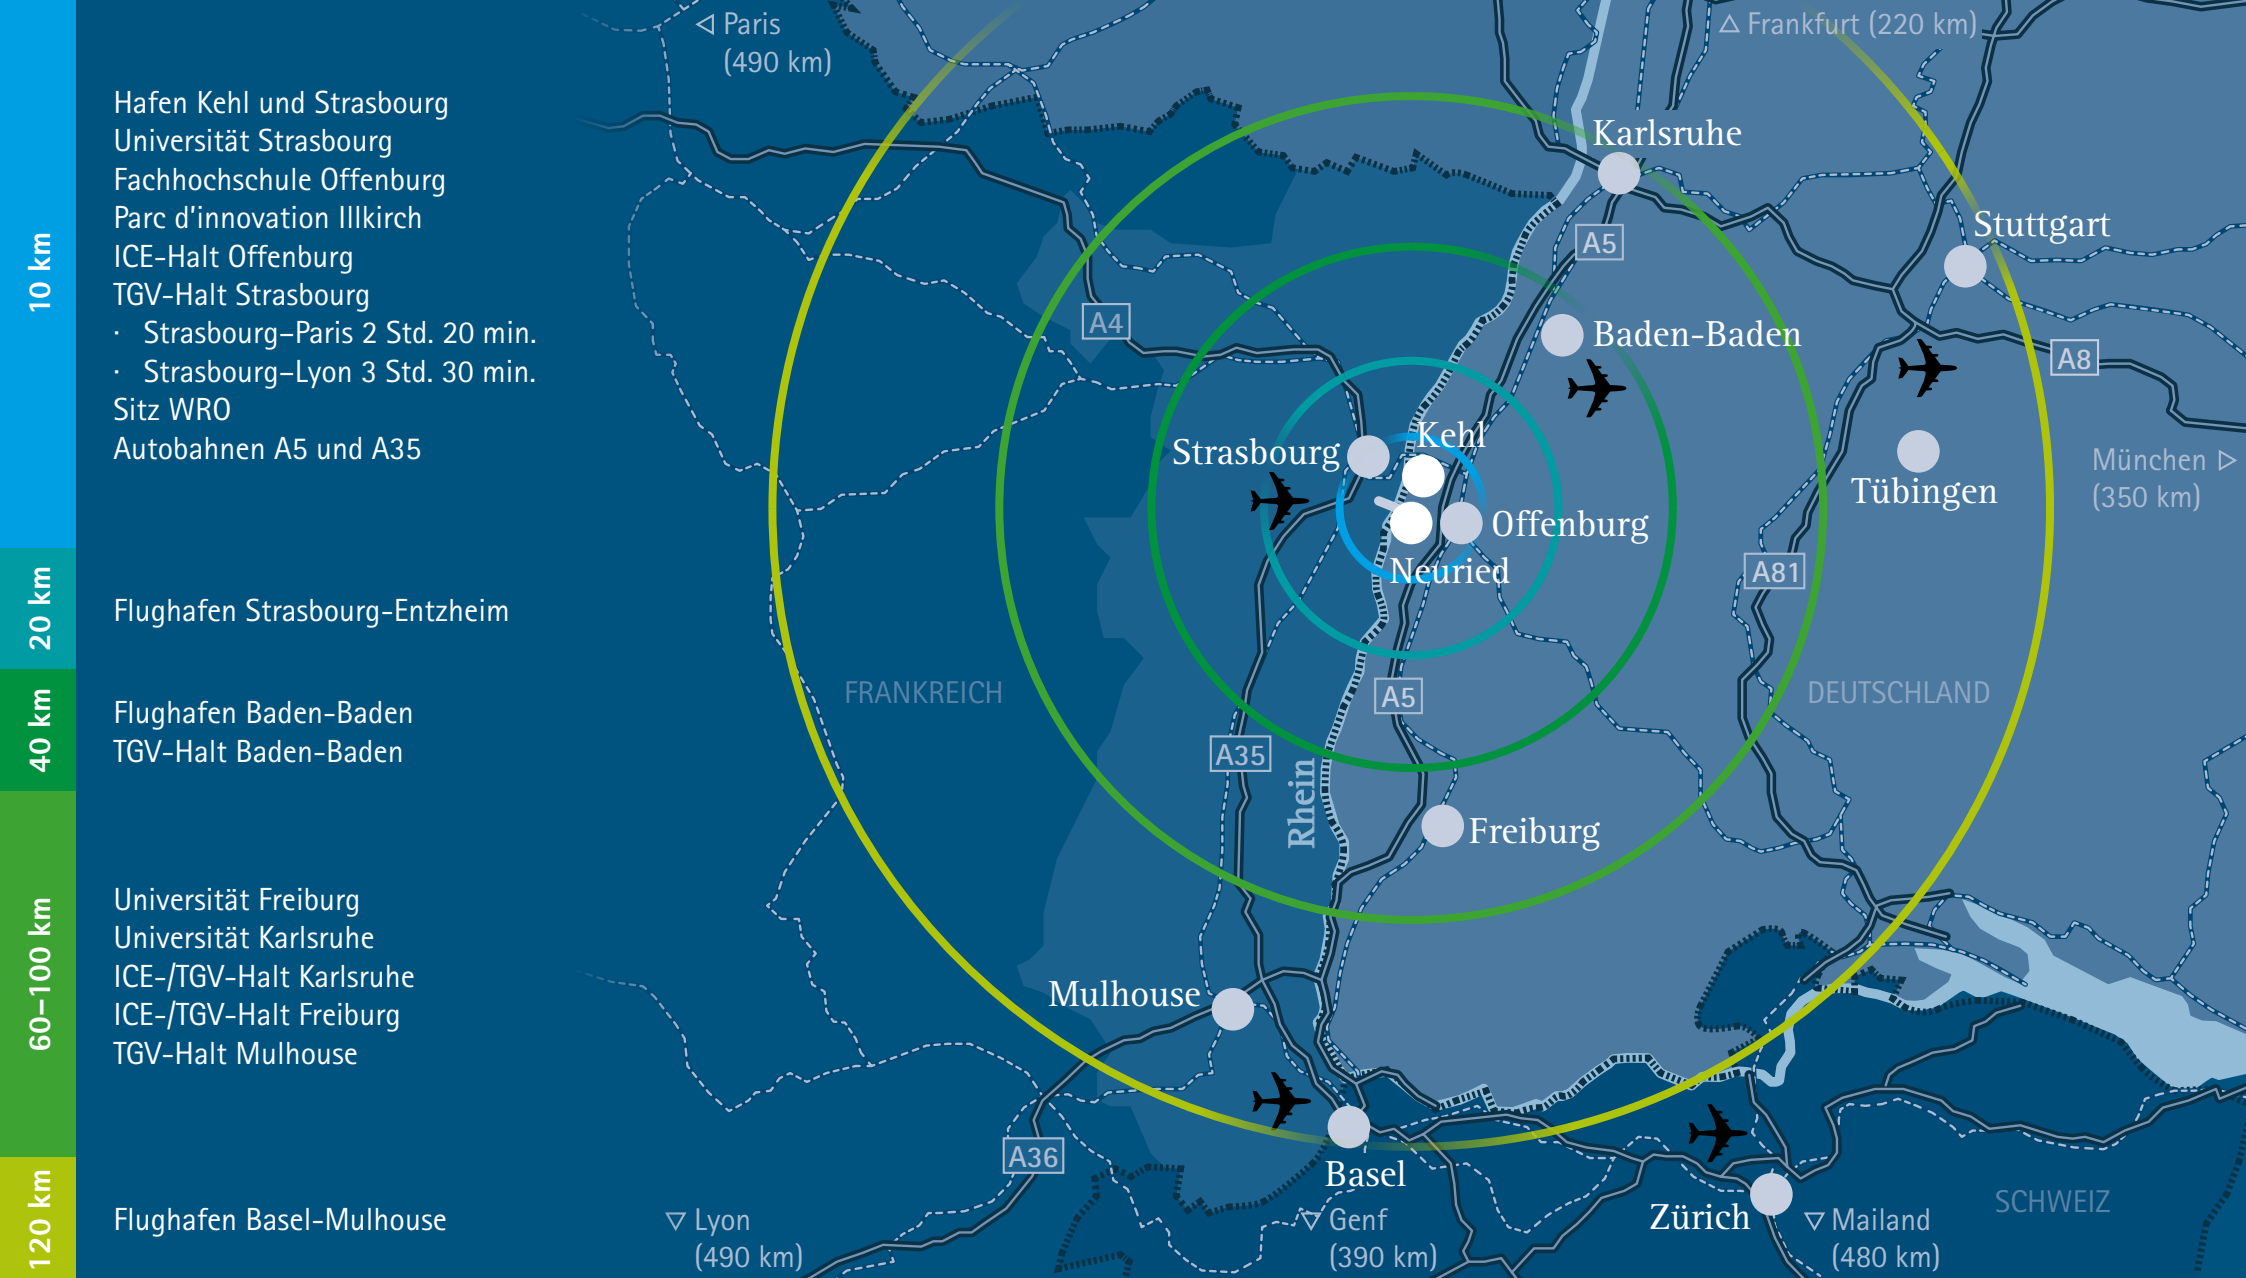 10 km
Hafen Kehl und Strasbourg
Universität Strasbourg
Fachhochschule Offenburg
Parc d'innovation Illkirch
ICE-Halt Offenburg
TGV-Halt Strasbourg
· Strasbourg–Paris 2 Std. 20 min.
· Strasbourg–Lyon 3 Std. 30 min.
Sitz WRO
Autobahnen A5 und A35
20 km
Flughafen Strasbourg-Entzheim
40 km
Flughafen Baden-Baden
TGV-Halt Baden-Baden
60–100 km
Universität Freiburg
Universität Karlsruhe
ICE-/TGV-Halt Karlsruhe
ICE-/TGV-Halt Freiburg
TGV-Halt Mulhouse
120 km
Flughafen Basel-Mulhouse
Paris
(490 km)
Frankfurt (220 km)
Karlsruhe
Stuttgart
A5
A4
Baden-Baden
A8
Kehl
Strasbourg
München
(350 km)
Tübingen
Offenburg
Neuried
A81
FRANKREICH
A5
DEUTSCHLAND
A35
Rhein
Freiburg
Mulhouse
A36
Basel
Zürich
SCHWEIZ
Lyon
(490 km)
Genf
(390 km)
Mailand
(480 km)